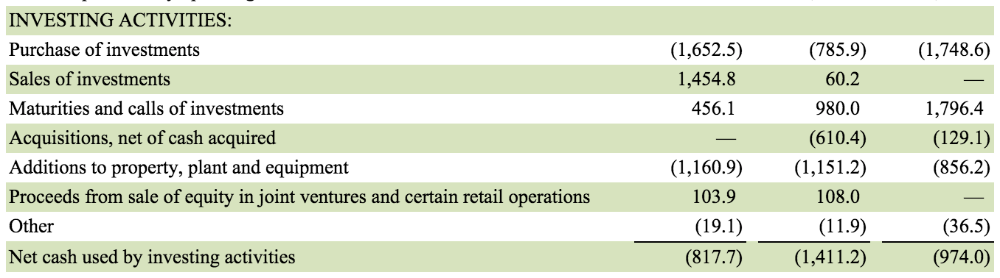 INVESTING ACTIVITIES:
Purchase of investments (1,652.5) (785.9) (1,748.6)
Sales of investments 1,454.8 60.2 —
Maturities and calls of investments 456.1 980.0 1,796.4
Acquisitions, net of cash acquired — (610.4) (129.1)
Additions to property, plant and equipment (1,160.9) (1,151.2) (856.2)
Proceeds from sale of equity in joint ventures and certain retail operations 103.9 108.0 —
Other (19.1) (11.9) (36.5)
Net cash used by investing activities (817.7) (1,411.2) (974.0)